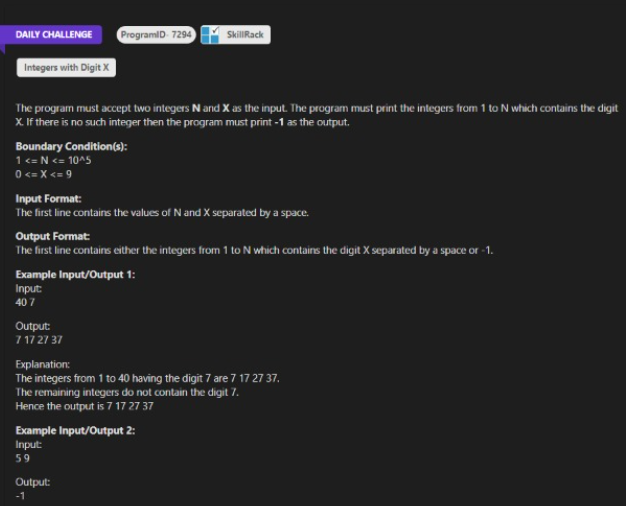 DAILY CHALLENGE
ProgramID- 7294
SkillRack
Integers with Digit X
The program must accept two integers N and X as the input. The program must print the integers from 1 to N which contains the digit
X. If there is no such integer then the program must print -1 as the output.
Boundary Condition(s):
1 <= N <= 10^5
0 <= X <= 9
Input Format:
The first line contains the values of N and X separated by a space.
Output Format:
The first line contains either the integers from 1 to N which contains the digit X separated by a space or -1.
Example Input/Output 1:
Input:
40 7
Output:
7 17 27 37
Explanation:
The integers from 1 to 40 having the digit 7 are 7 17 27 37.
The remaining integers do not contain the digit 7.
Hence the output is 7 17 27 37
Example Input/Output 2:
Input:
5 9
Output:
-1